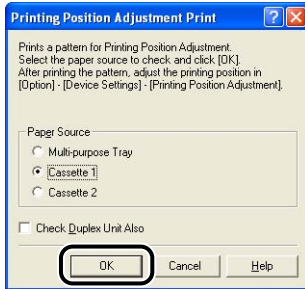 Printing Position Adjustment Print
Prints a pattern for Printing Position Adjustment.
Select the paper source to check and click [OK].
After printing the pattern, adjust the printing position in
[Option] - [Device Settings] - [Printing Position Adjustment].
Paper Source
Multi-purpose Tray
Cassette 1
Cassette 2
Check Duplex Unit Also
OK Cancel Help